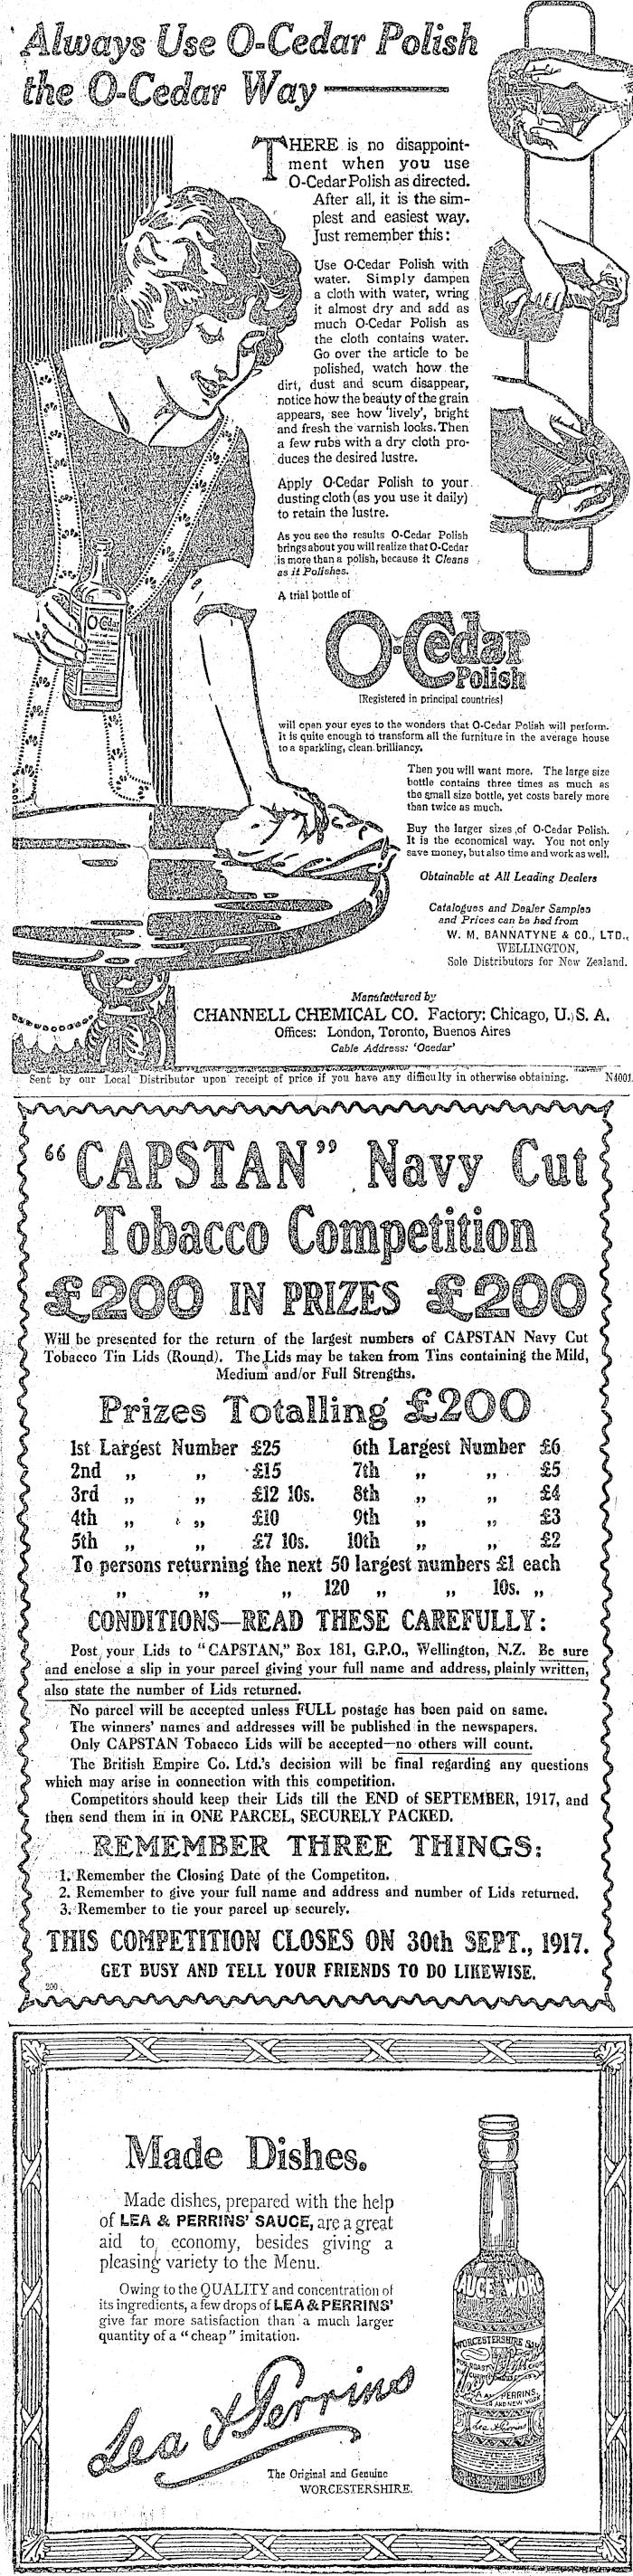 Always Use O-Cedar Polish
the O-Cedar Way
THERE is no disappoint-
ment when you use
O-Cedar Polish as directed.
After all, it is the sim-
plest and easiest way.
Just remember this:
Use O-Cedar Polish with
water. Simply dampen
a cloth with water, wring
it almost dry and add as
much O-Cedar Polish as
the cloth contains water.
Go over the article to be
polished, watch how the
dirt, dust and scum disappear,
notice how the beauty of the grain
appears, see how 'lively', bright
and fresh the varnish looks. Then
a few rubs with a dry cloth pro-
duces the desired lustre.
Apply O-Cedar Polish to your
dusting cloth (as you use it daily)
to retain the lustre.
As you see the results O-Cedar Polish
brings about you will realize that O-Cedar
is more than a polish, because it Cleans
as it Polishes.
A trial bottle of
O-Cedar
O-Cedar
Polish
(Registered in principal countries)
will open your eyes to the wonders that O-Cedar Polish will perform.
It is quite enough to transform all the furniture in the average house
to a sparkling, clean brilliancy.
Then you will want more. The large size
bottle contains three times as much as
the small size bottle, yet costs barely more
than twice as much.
Buy the larger sizes of O-Cedar Polish.
It is the economical way. You not only
save money, but also time and work as well.
Obtainable at All Leading Dealers
Catalogues and Dealer Samples
and Prices can be had from
W. M. BANNATYNE & CO., LTD.,
WELLINGTON,
Sole Distributors for New Zealand.
Manufactured by
CHANNELL CHEMICAL CO. Factory: Chicago, U. S. A.
Offices: London, Toronto, Buenos Aires
Cable Address: 'Ocedar'
Sent by our Local Distributor upon receipt of price if you have any difficulty in otherwise obtaining. N4001
"CAPSTAN" Navy Cut
Tobacco Competition
£200 IN PRIZES £200
Will be presented for the return of the largest numbers of CAPSTAN Navy Cut
Tobacco Tin Lids (Round). The Lids may be taken from Tins containing the Mild,
Medium and/or Full Strengths.
Prizes Totalling £200
1st Largest Number £25 6th Largest Number £6
2nd „ „ £15 7th „ „ £5
3rd „ „ £12 10s. 8th „ „ £4
4th „ „ £10 9th „ „ £3
5th „ „ £7 10s. 10th „ „ £2
To persons returning the next 50 largest numbers £1 each
„ „ „ 120 „ „ 10s. „
CONDITIONS—READ THESE CAREFULLY:
Post your Lids to "CAPSTAN," Box 181, G.P.O., Wellington, N.Z. Be sure
and enclose a slip in your parcel giving your full name and address, plainly written,
also state the number of Lids returned.
No parcel will be accepted unless FULL postage has been paid on same.
The winners' names and addresses will be published in the newspapers.
Only CAPSTAN Tobacco Lids will be accepted—no others will count.
The British Empire Co. Ltd.'s decision will be final regarding any questions
which may arise in connection with this competition.
Competitors should keep their Lids till the END of SEPTEMBER, 1917, and
then send them in in ONE PARCEL, SECURELY PACKED.
REMEMBER THREE THINGS:
1. Remember the Closing Date of the Competiton.
2. Remember to give your full name and address and number of Lids returned.
3. Remember to tie your parcel up securely.
THIS COMPETITION CLOSES ON 30th SEPT., 1917.
GET BUSY AND TELL YOUR FRIENDS TO DO LIKEWISE.
200
Made Dishes.
Made dishes, prepared with the help
of LEA & PERRINS' SAUCE, are a great
aid to economy, besides giving a
pleasing variety to the Menu.
Owing to the QUALITY and concentration of
its ingredients, a few drops of LEA & PERRINS'
give far more satisfaction than a much larger
quantity of a "cheap" imitation.
Lea & Perrins
The Original and Genuine
WORCESTERSHIRE.
AUCE WORC
WORCESTERSHIRE SAU
PERRINS,
AND NEW YORK
Lea & Perrins